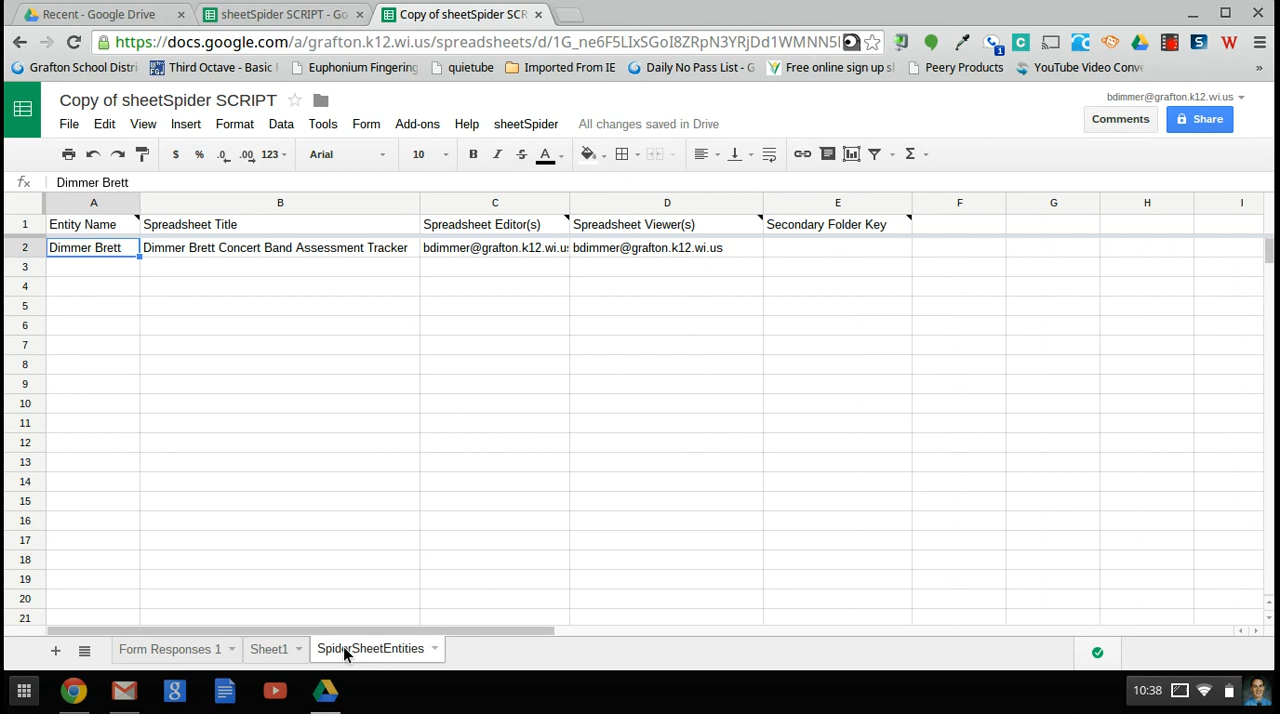 Recent - Google Drive × sheetSpider SCRIPT - Go × Copy of sheetSpider SCR ×
https://docs.google.com/a/grafton.k12.wi.us/spreadsheets/d/1G_ne6F5LIxSGoI8ZRpN3YRjDd1WMNN5
Grafton School Distri Third Octave - Basic Euphonium Fingering quietube Imported From IE Daily No Pass List - G Free online sign up s Peery Products YouTube Video Conve »
Copy of sheetSpider SCRIPT
bdimmer@grafton.k12.wi.us
Comments Share
File Edit View Insert Format Data Tools Form Add-ons Help sheetSpider All changes saved in Drive
$ % .0 .00 123 Arial 10 B I S A Σ
fx Dimmer Brett
A B C D E F G H I
1 Entity Name Spreadsheet Title Spreadsheet Editor(s) Spreadsheet Viewer(s) Secondary Folder Key
2 Dimmer Brett Dimmer Brett Concert Band Assessment Tracker bdimmer@grafton.k12.wi.us bdimmer@grafton.k12.wi.us
3
4
5
6
7
8
9
10
11
12
13
14
15
16
17
18
19
20
21
+ Form Responses 1 Sheet1 SpiderSheetEntities
10:38